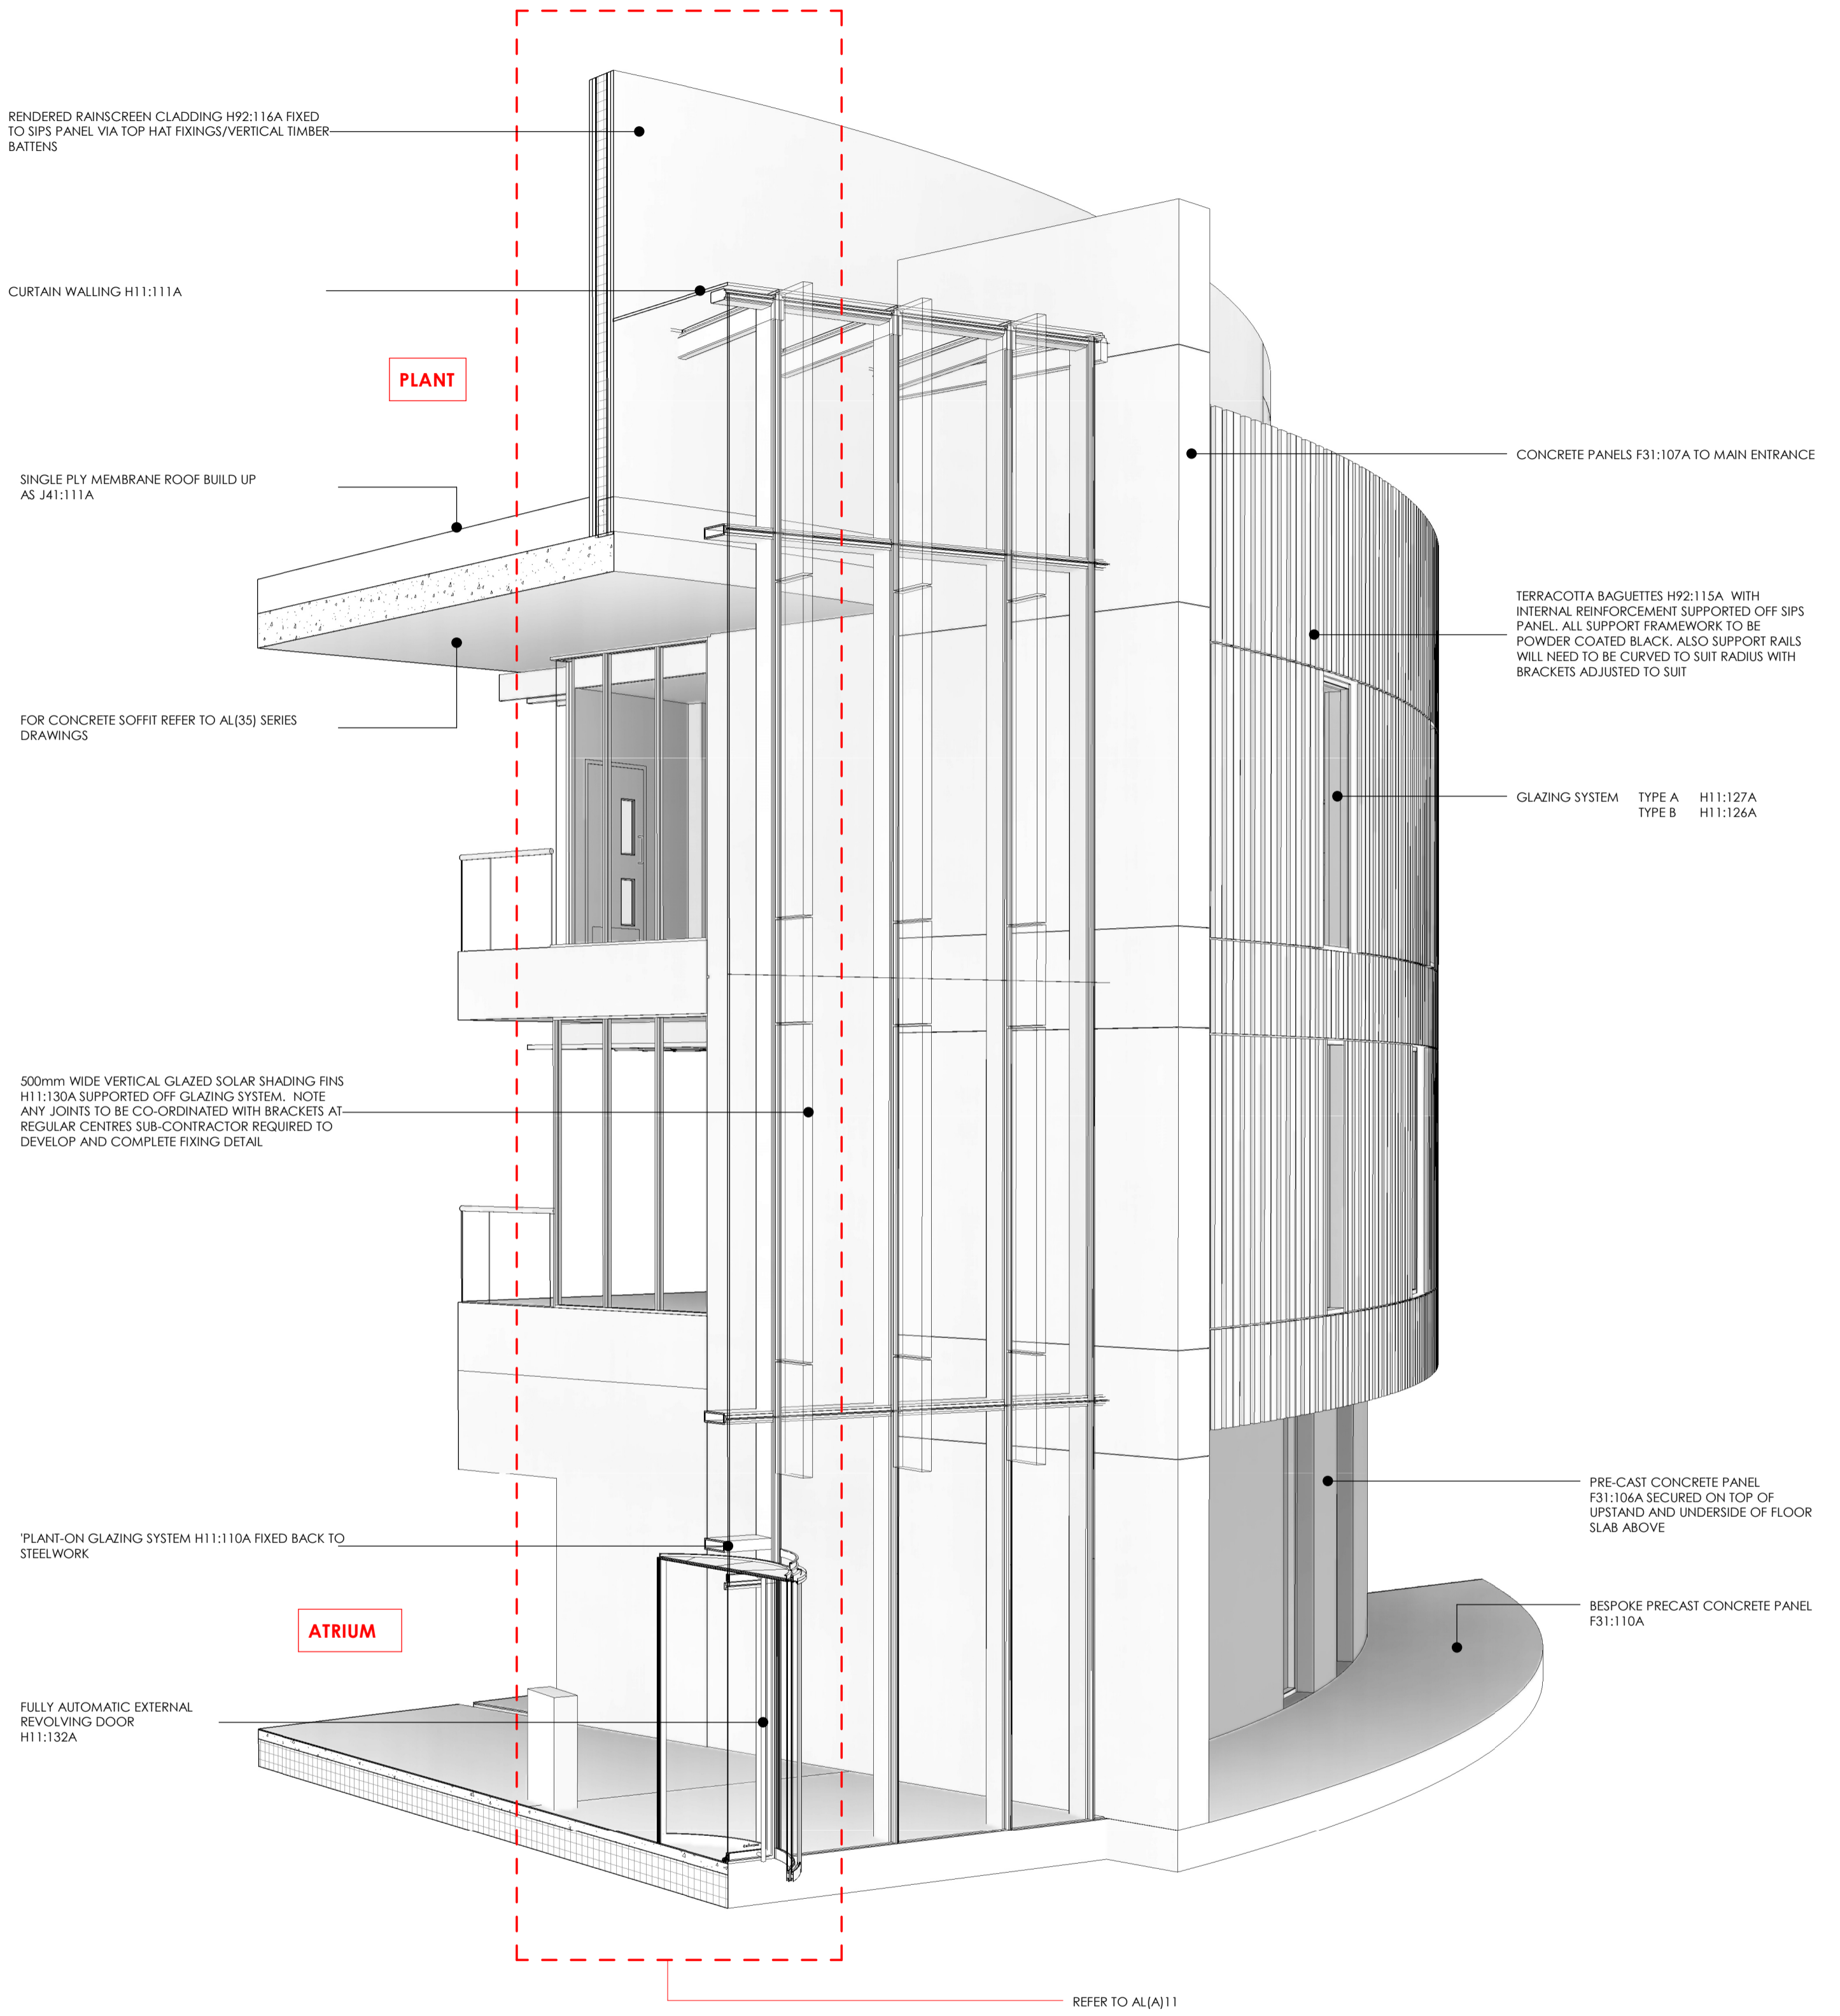 RENDERED RAINSCREEN CLADDING H92:116A FIXED
TO SIPS PANEL VIA TOP HAT FIXINGS/VERTICAL TIMBER
BATTENS
CURTAIN WALLING H11:111A
PLANT
SINGLE PLY MEMBRANE ROOF BUILD UP
AS J41:111A
FOR CONCRETE SOFFIT REFER TO AL(35) SERIES
DRAWINGS
500mm WIDE VERTICAL GLAZED SOLAR SHADING FINS
H11:130A SUPPORTED OFF GLAZING SYSTEM.  NOTE
ANY JOINTS TO BE CO-ORDINATED WITH BRACKETS AT
REGULAR CENTRES SUB-CONTRACTOR REQUIRED TO
DEVELOP AND COMPLETE FIXING DETAIL
'PLANT-ON GLAZING SYSTEM H11:110A FIXED BACK TO
STEELWORK
ATRIUM
FULLY AUTOMATIC EXTERNAL
REVOLVING DOOR
H11:132A
CONCRETE PANELS F31:107A TO MAIN ENTRANCE
TERRACOTTA BAGUETTES H92:115A  WITH
INTERNAL REINFORCEMENT SUPPORTED OFF SIPS
PANEL. ALL SUPPORT FRAMEWORK TO BE
POWDER COATED BLACK. ALSO SUPPORT RAILS
WILL NEED TO BE CURVED TO SUIT RADIUS WITH
BRACKETS ADJUSTED TO SUIT
GLAZING SYSTEM TYPE A H11:127A
TYPE B H11:126A
PRE-CAST CONCRETE PANEL
F31:106A SECURED ON TOP OF
UPSTAND AND UNDERSIDE OF FLOOR
SLAB ABOVE
BESPOKE PRECAST CONCRETE PANEL
F31:110A
REFER TO AL(A)11